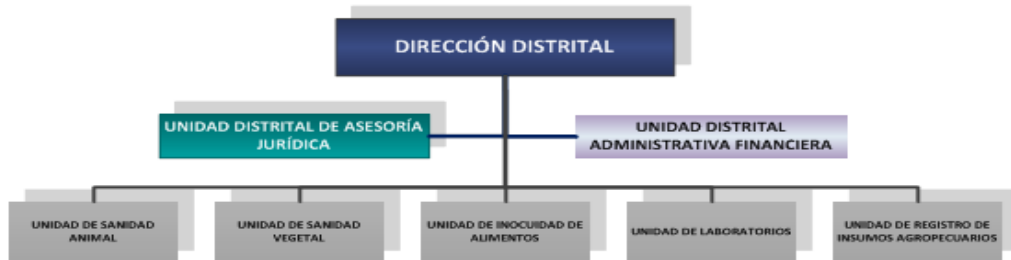 DIRECCIÓN DISTRITAL
UNIDAD DISTRITAL DE ASESORÍA
JURÍDICA
UNIDAD DISTRITAL
ADMINISTRATIVA FINANCIERA
UNIDAD DE SANIDAD
ANIMAL
UNIDAD DE SANIDAD
VEGETAL
UNIDAD DE INOCUIDAD DE
ALIMENTOS
UNIDAD DE LABORATORIOS
UNIDAD DE REGISTRO DE
INSUMOS AGROPECUARIOS